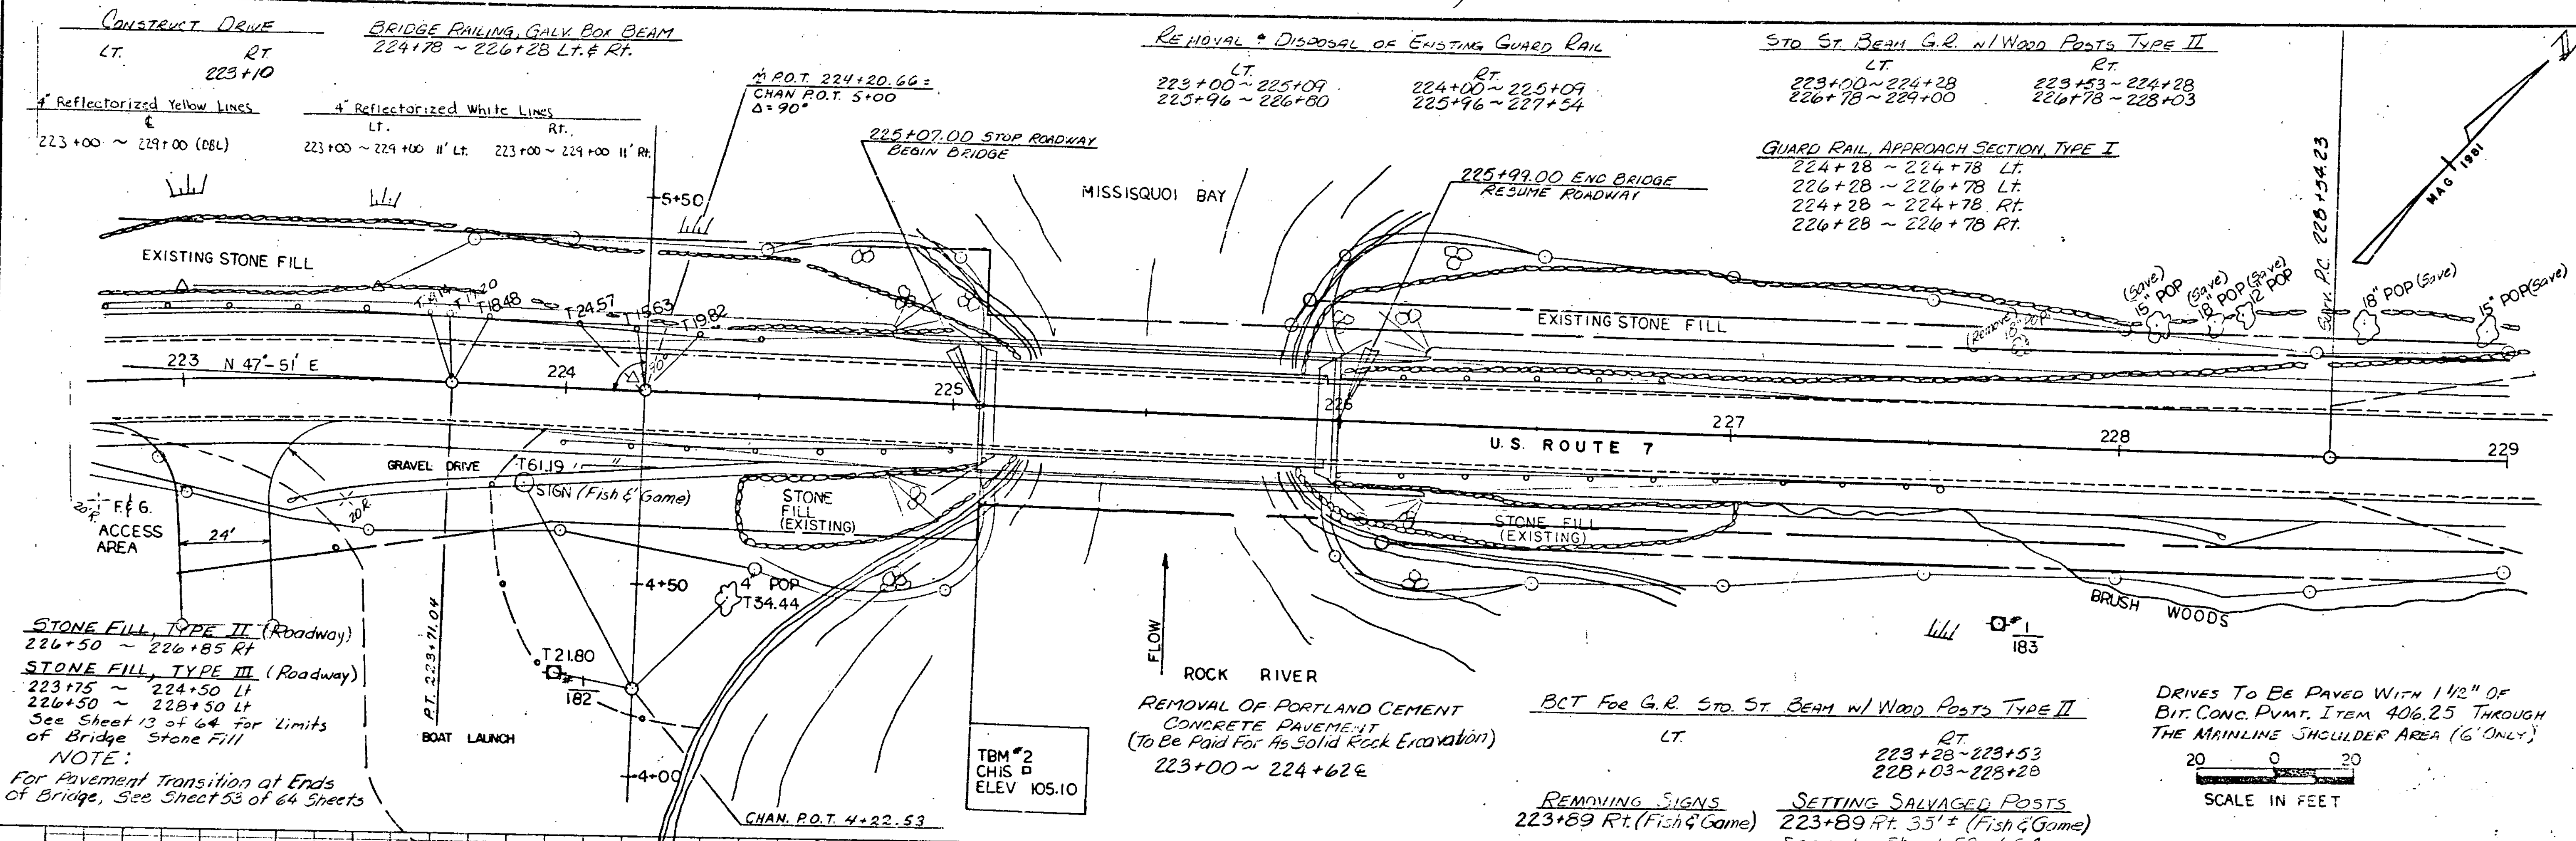 CONSTRUCT DRIVE
LT. RT.
223+10
BRIDGE RAILING, GALV. BOX BEAM
224+78 ~ 226+28 Lt. & Rt.
4" Reflectorized Yellow Lines
℄
223+00 ~ 229+00 (DBL)
4" Reflectorized White Lines
Lt. Rt.
223+00 ~ 229+00 11' Lt. 223+00 ~ 229+00 11' Rt.
P.O.T. 224+20.66 =
CHAN P.O.T. 5+00
Δ = 90°
225+07.00 STOP ROADWAY
BEGIN BRIDGE
REMOVAL & DISPOSAL OF EXISTING GUARD RAIL
LT. RT.
223+00 ~ 225+09 224+00 ~ 225+09
225+96 ~ 226+80 225+96 ~ 227+54
STD ST. BEAM G.R. w/ WOOD POSTS TYPE II
LT. RT.
223+00 ~ 224+28 223+53 ~ 224+28
226+78 ~ 229+00 226+78 ~ 228+03
GUARD RAIL, APPROACH SECTION, TYPE I
224+28 ~ 224+78 Lt.
226+28 ~ 226+78 Lt.
224+28 ~ 224+78 Rt.
226+28 ~ 226+78 Rt.
225+99.00 END BRIDGE
RESUME ROADWAY
MISSISQUOI BAY
Surv. P.C. 228+54.23
MAG 1981
5+50
EXISTING STONE FILL
T18.48
T24.57
T19.82
90°
Δ
EXISTING STONE FILL
(Save)
15" POP
(Save)
18" POP
(Save)
12" POP
18" POP (Save)
15" POP (Save)
(Remove)
223 N 47°-51' E
224
225
226
227
228
229
U.S. ROUTE 7
GRAVEL DRIVE
T61.19
SIGN (Fish & Game)
20' R.
F. & G.
ACCESS
AREA
24'
20' R.
STONE
FILL
(EXISTING)
STONE FILL
(EXISTING)
4+50
4" POP
T34.44
BRUSH WOODS
#1
183
P.T. 223+71.04
BOAT LAUNCH
T21.80
#1
182
4+00
CHAN. P.O.T. 4+22.53
FLOW
ROCK RIVER
TBM #2
CHIS □
ELEV 105.10
STONE FILL, TYPE II (Roadway)
226+50 ~ 226+85 Rt
STONE FILL, TYPE III (Roadway)
223+75 ~ 224+50 Lt
226+50 ~ 228+50 Lt
See Sheet 13 of 64 for Limits
of Bridge Stone Fill
NOTE:
For Pavement Transition at Ends
of Bridge, See Sheet 53 of 64 Sheets
REMOVAL OF PORTLAND CEMENT
CONCRETE PAVEMENT
(To Be Paid For As Solid Rock Excavation)
223+00 ~ 224+62 ℄
BCT For G.R. STD. ST. BEAM w/ WOOD POSTS TYPE II
LT. RT.
223+28 ~ 223+53
228+03 ~ 228+28
REMOVING SIGNS
223+89 Rt. (Fish & Game)
SETTING SALVAGED POSTS
223+89 Rt. 35'± (Fish & Game)
DRIVES TO BE PAVED WITH 1 1/2" OF
BIT. CONC. PVMT. ITEM 406.25 THROUGH
THE MAINLINE SHOULDER AREA (6' ONLY)
20 0 20
SCALE IN FEET